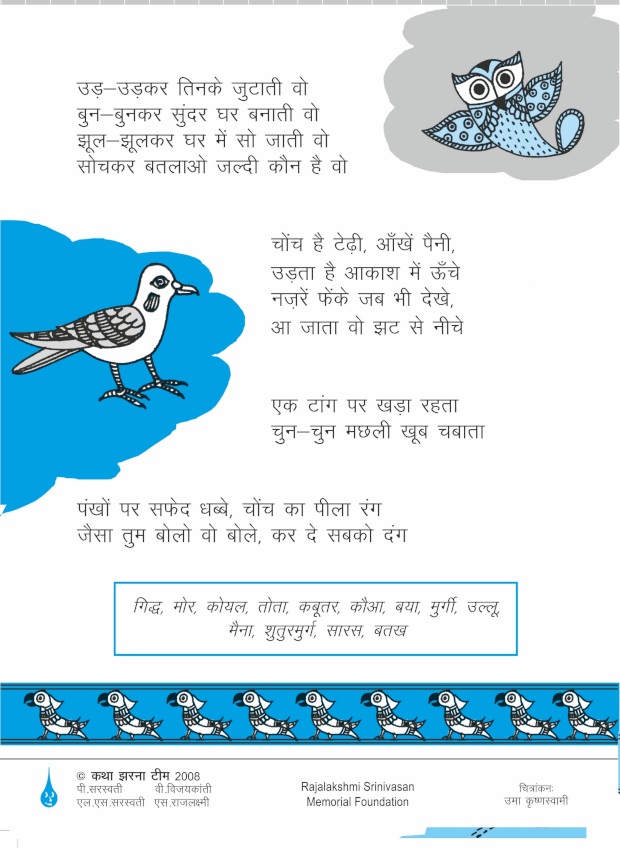 उड़–उड़कर तिनके जुटाती वो
बुन–बुनकर सुंदर घर बनाती वो
झूल–झूलकर घर में सो जाती वो
सोचकर बतलाओ जल्दी कौन है वो
चोंच है टेढ़ी, आँखें पैनी,
उड़ता है आकाश में ऊँचे
नज़रें फेंके जब भी देखे,
आ जाता वो झट से नीचे
एक टांग पर खड़ा रहता
चुन–चुन मछली खूब चबाता
पंखों पर सफेद धब्बे, चोंच का पीला रंग
जैसा तुम बोलो वो बोले, कर दे सबको दंग
गिद्ध, मोर, कोयल, तोता, कबूतर, कौआ, बया, मुर्गी, उल्लू,
मैना, शुतुरमुर्ग, सारस, बतख
© कथा झरना टीम 2008
पी.सरस्वती वी.विजयकांती
एल.एस.सरस्वती एस.राजलक्ष्मी
Rajalakshmi Srinivasan
Memorial Foundation
चित्रांकनः
उमा कृष्णस्वामी